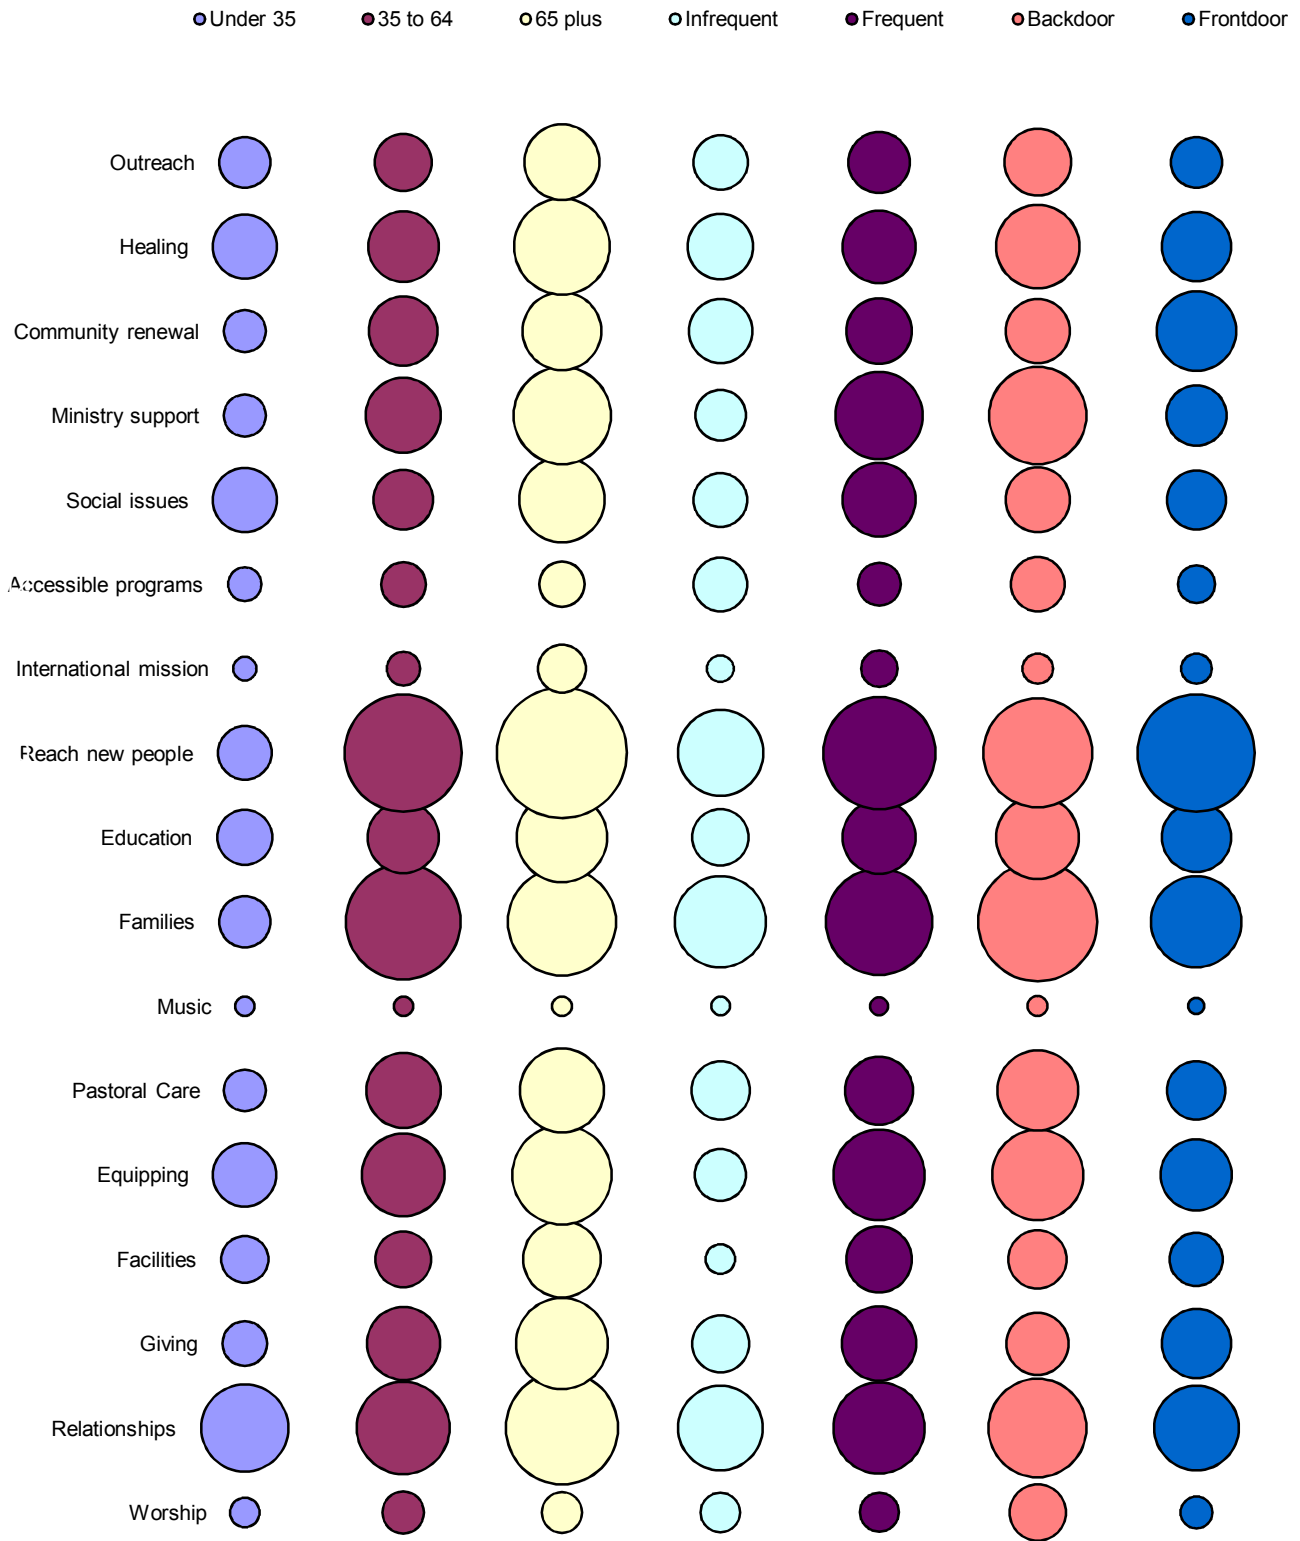 Under 35 35 to 64 65 plus Infrequent Frequent Backdoor Frontdoor
Outreach
Healing
Community renewal
Ministry support
Social issues
Accessible programs
International mission
Reach new people
Education
Families
Music
Pastoral Care
Equipping
Facilities
Giving
Relationships
Worship